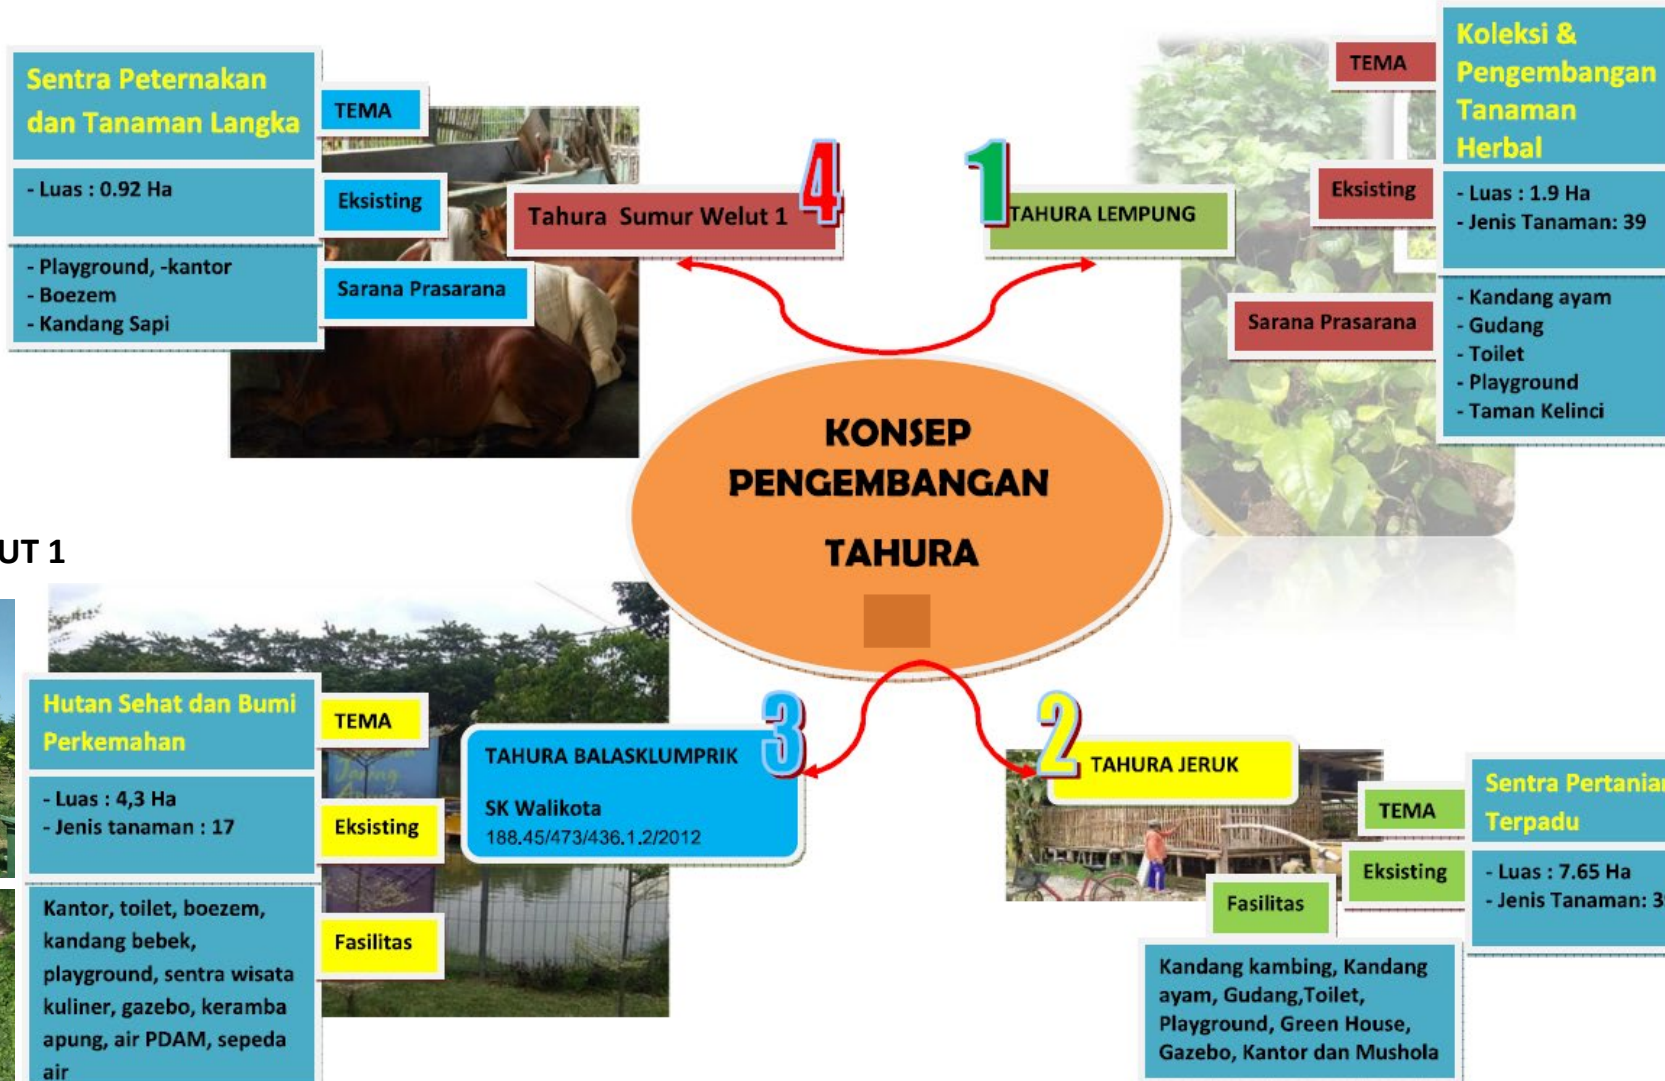 Sentra Peternakan
dan Tanaman Langka
TEMA
- Luas : 0.92 Ha
Eksisting
- Playground, -kantor
- Boezem
- Kandang Sapi
Sarana Prasarana
Tahura Sumur Welut 1
4
1
TAHURA LEMPUNG
TEMA
Koleksi &
Pengembangan
Tanaman
Herbal
Eksisting
- Luas : 1.9 Ha
- Jenis Tanaman: 39
Sarana Prasarana
- Kandang ayam
- Gudang
- Toilet
- Playground
- Taman Kelinci
KONSEP
PENGEMBANGAN
TAHURA
UT 1
Hutan Sehat dan Bumi
Perkemahan
TEMA
- Luas : 4,3 Ha
- Jenis tanaman : 17
Eksisting
Kantor, toilet, boezem,
kandang bebek,
playground, sentra wisata
kuliner, gazebo, keramba
apung, air PDAM, sepeda
air
Fasilitas
TAHURA BALASKLUMPRIK
SK Walikota
188.45/473/436.1.2/2012
3
2
TAHURA JERUK
TEMA
Sentra Pertanian
Terpadu
Eksisting
- Luas : 7.65 Ha
- Jenis Tanaman: 3
Fasilitas
Kandang kambing, Kandang
ayam, Gudang,Toilet,
Playground, Green House,
Gazebo, Kantor dan Mushola